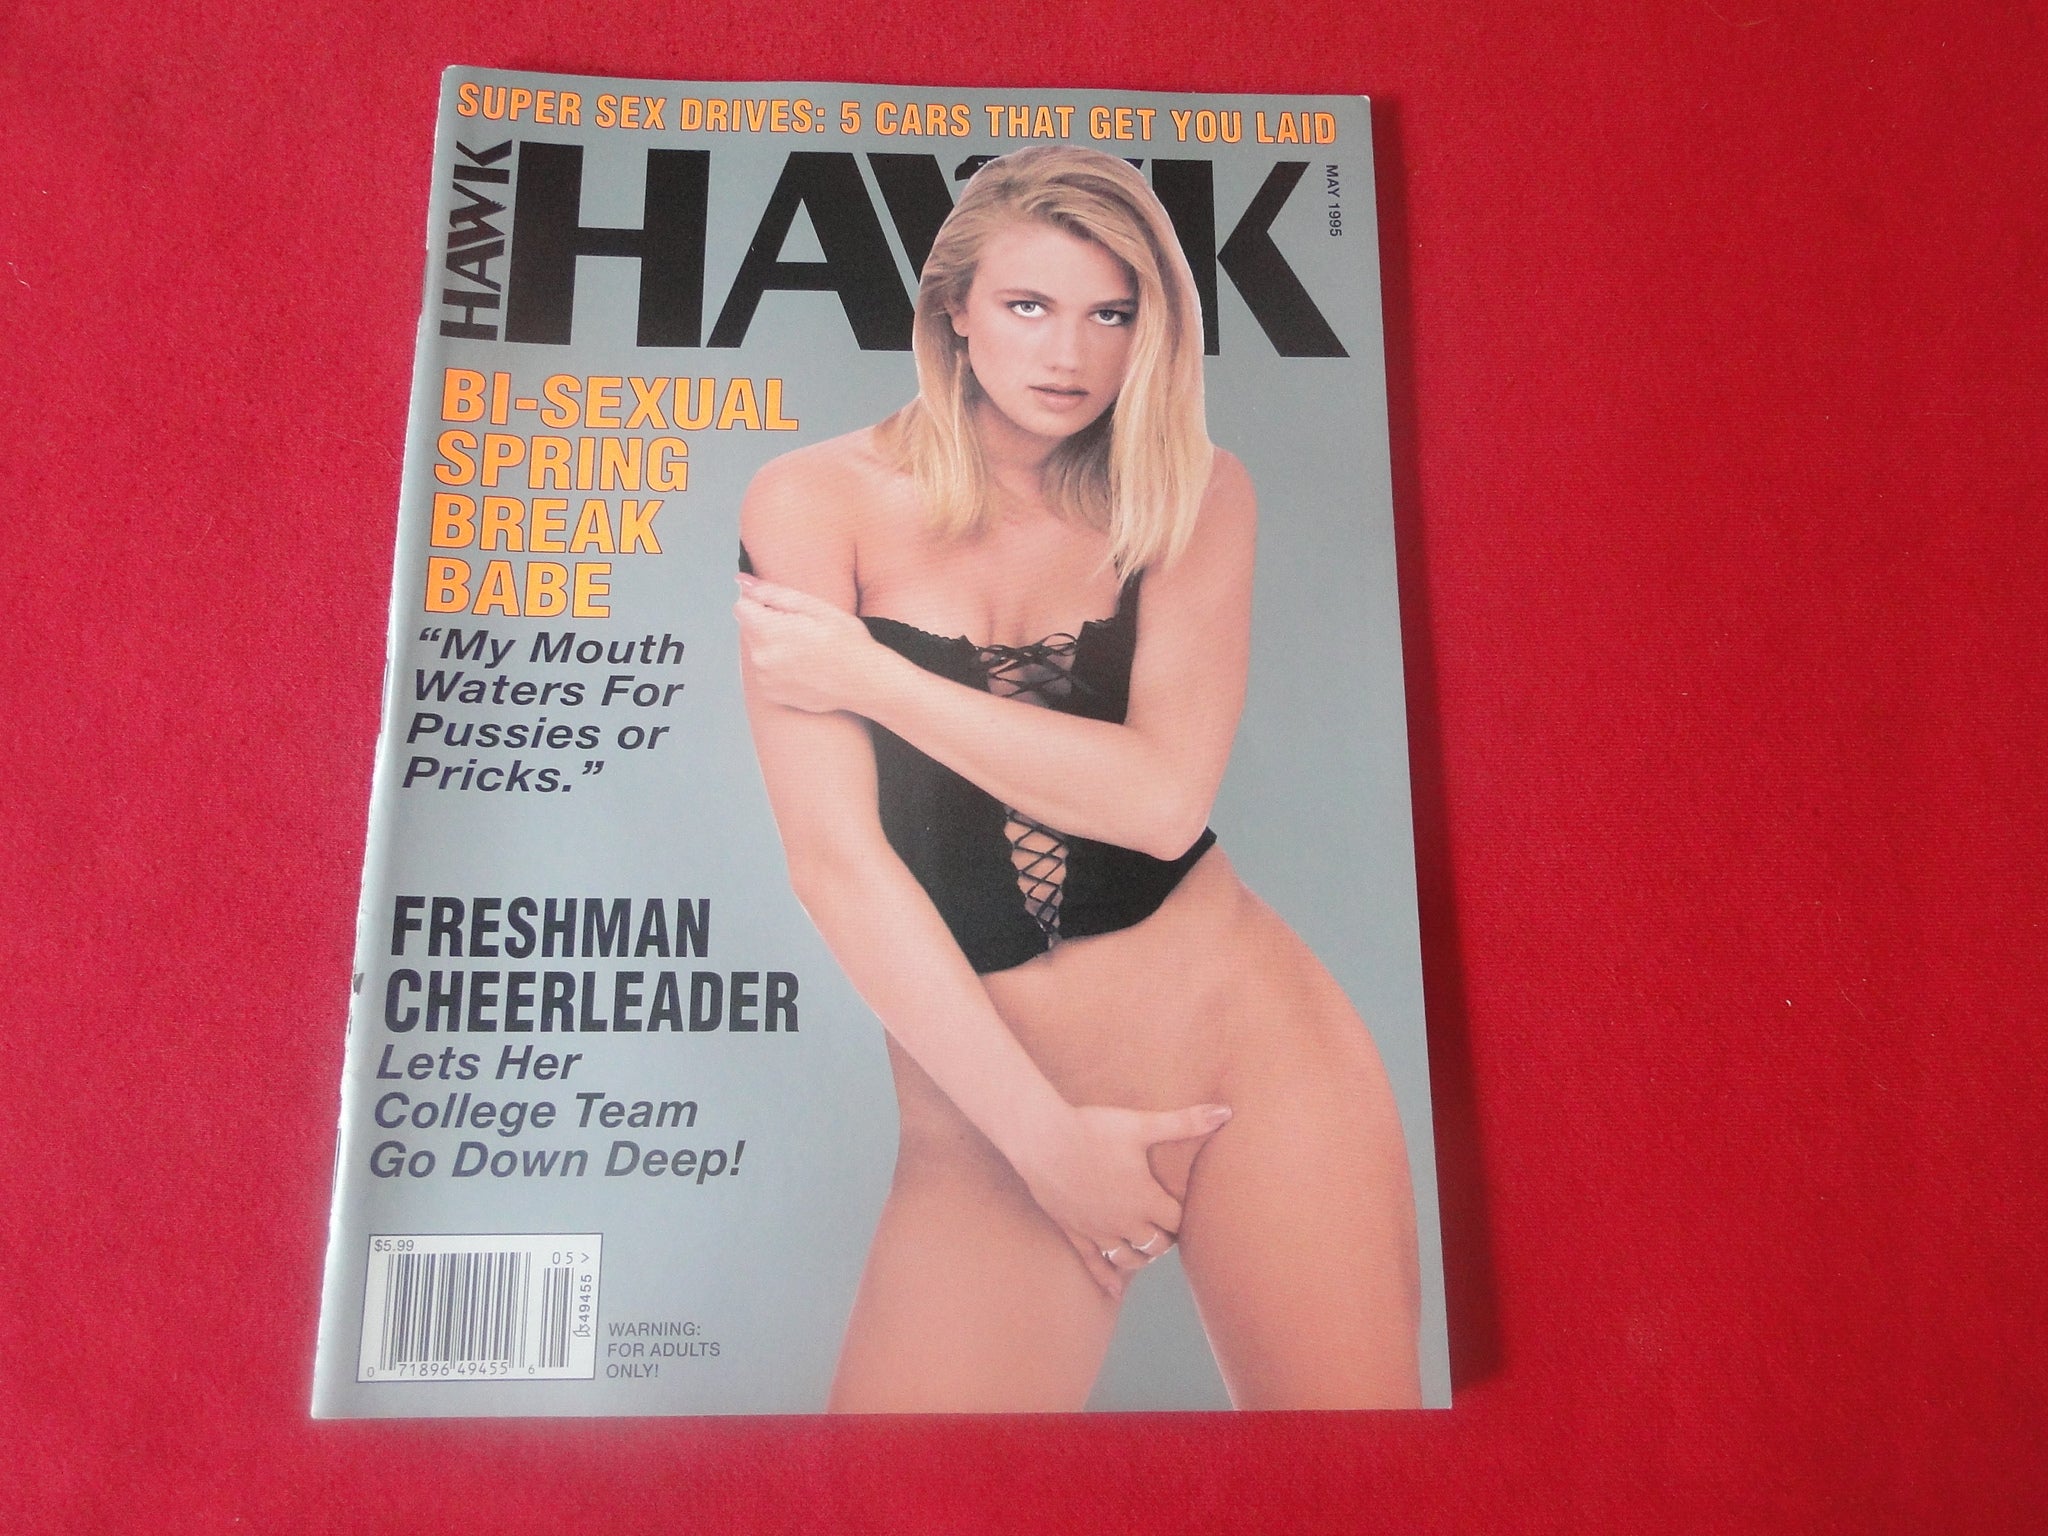 SUPER SEX DRIVES: 5 CARS THAT GET YOU LAID
HAWK
HAWK
MAY 1995
BI-SEXUAL
SPRING
BREAK
BABE
"My Mouth
Waters For
Pussies or
Pricks."
FRESHMAN
CHEERLEADER
Lets Her
College Team
Go Down Deep!
$5.99
05>
49455
0 71896 49455 6
WARNING:
FOR ADULTS
ONLY!